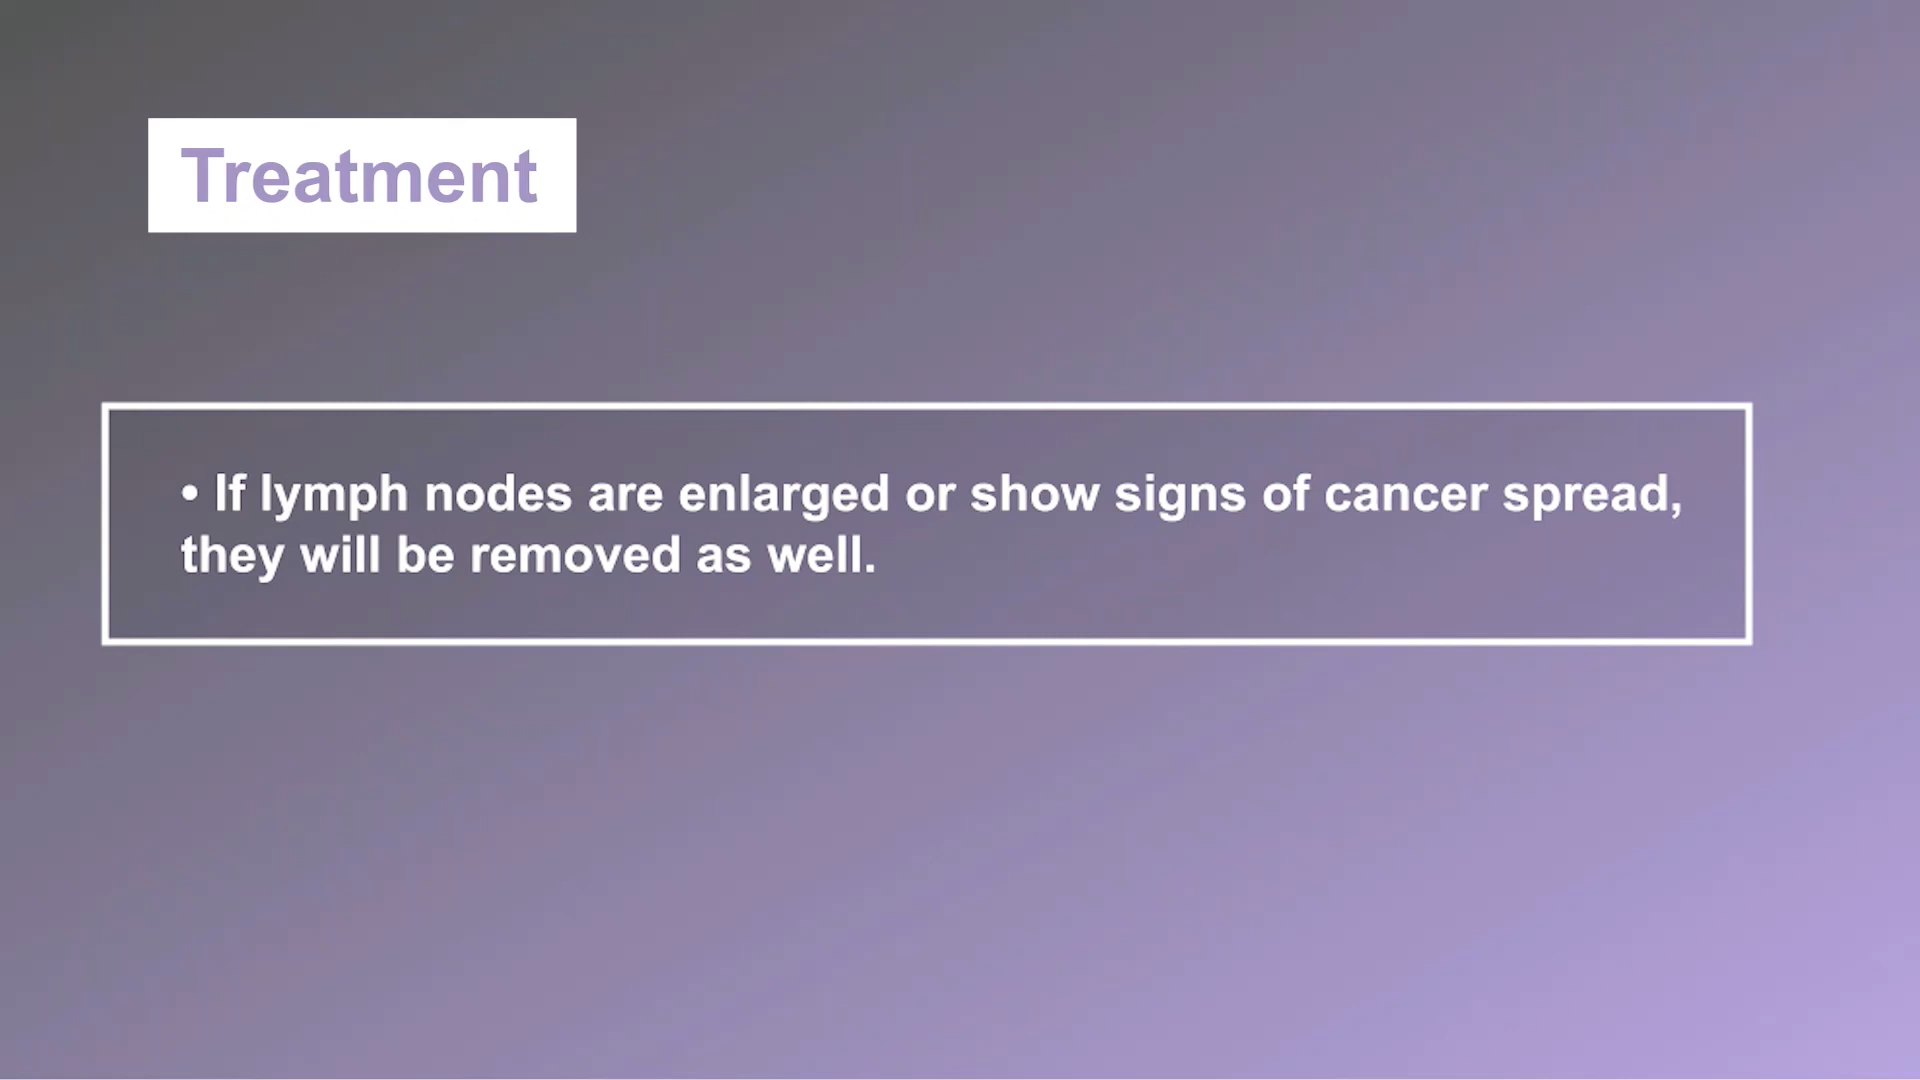 Treatment
• If lymph nodes are enlarged or show signs of cancer spread,
they will be removed as well.